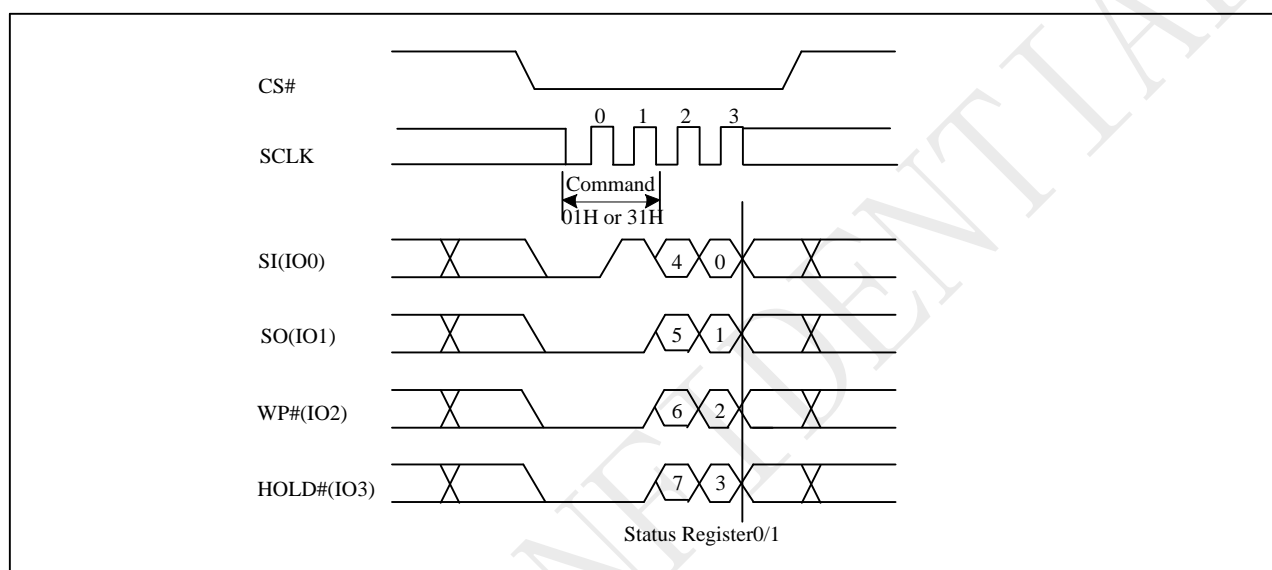 CS#
0 1 2 3
SCLK
Command
01H or 31H
SI(IO0)
4 0
SO(IO1)
5 1
WP#(IO2)
6 2
HOLD#(IO3)
7 3
Status Register0/1
NFIDENTIA